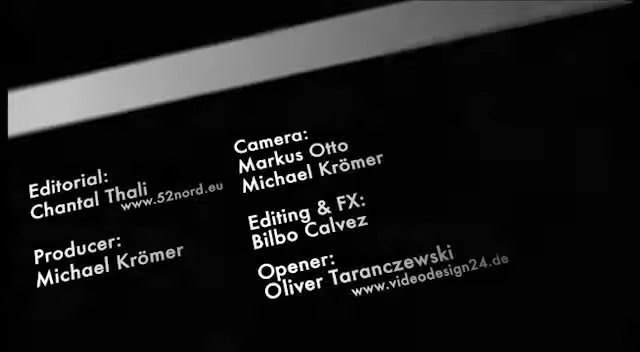 Editorial:
Chantal Thali
www.52nord.eu
Producer:
Michael Krömer
Camera:
Markus Otto
Michael Krömer
Editing & FX:
Bilbo Calvez
Opener:
Oliver Taranczewski
www.videodesign24.de